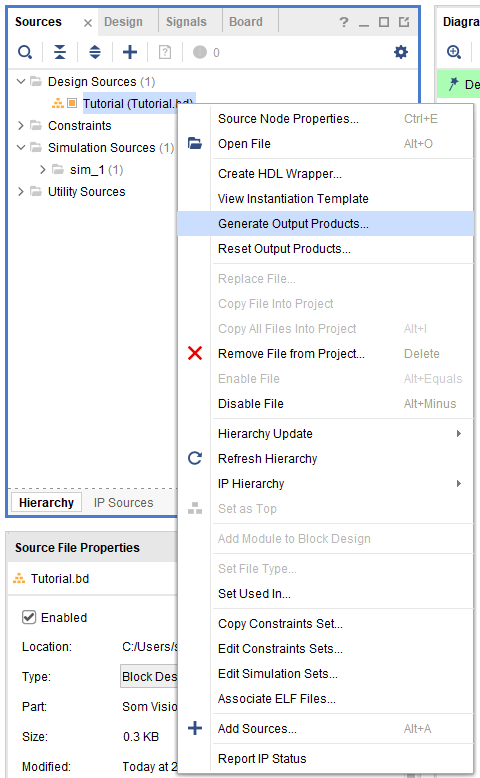 Sources
Design
Signals
Board
Diagra
0
De
Design Sources (1)
Tutorial (Tutorial.bd)
Constraints
Simulation Sources (1)
sim_1 (1)
Utility Sources
Source Node Properties... Ctrl+E
Open File Alt+O
Create HDL Wrapper...
View Instantiation Template
Generate Output Products...
Reset Output Products...
Replace File...
Copy File Into Project
Copy All Files Into Project Alt+I
Remove File from Project... Delete
Enable File Alt+Equals
Disable File Alt+Minus
Hierarchy Update
Refresh Hierarchy
IP Hierarchy
Set as Top
Add Module to Block Design
Set File Type...
Set Used In...
Copy Constraints Set...
Edit Constraints Sets...
Edit Simulation Sets...
Associate ELF Files...
Add Sources... Alt+A
Report IP Status
Hierarchy
IP Sources
Source File Properties
Tutorial.bd
Enabled
Location: C:/Users/s
Type: Block Des
Part: Som Visio
Size: 0.3 KB
Modified: Today at 2